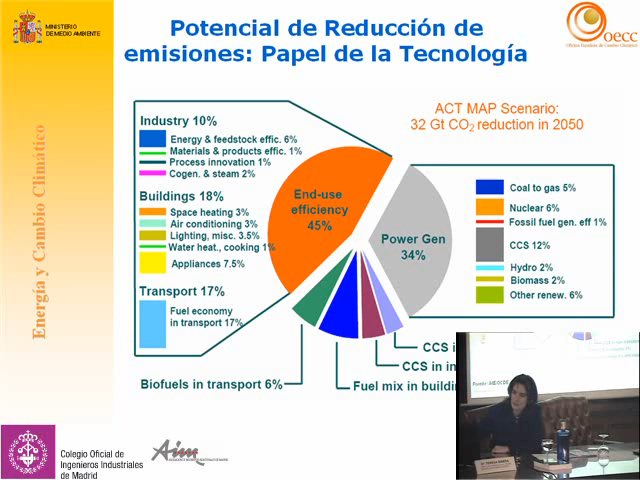 MINISTERIO
DE MEDIO AMBIENTE
Potencial de Reducción de
emisiones: Papel de la Tecnología
oecc
Oficina Española de Cambio Climático
Energía y Cambio Climático
ACT MAP Scenario:
32 Gt CO2 reduction in 2050
Industry 10%
Energy & feedstock effic. 6%
Materials & products effic. 1%
Process innovation 1%
Cogen. & steam 2%
Buildings 18%
Space heating 3%
Air conditioning 3%
Lighting, misc. 3.5%
Water heat., cooking 1%
Appliances 7.5%
Transport 17%
Fuel economy
in transport 17%
End-use
efficiency
45%
Power Gen
34%
Coal to gas 5%
Nuclear 6%
Fossil fuel gen. eff 1%
CCS 12%
Hydro 2%
Biomass 2%
Other renew. 6%
CCS i
CCS in in
Biofuels in transport 6%
Fuel mix in buildin
Colegio Oficial de
Ingenieros Industriales
de Madrid
Aiim